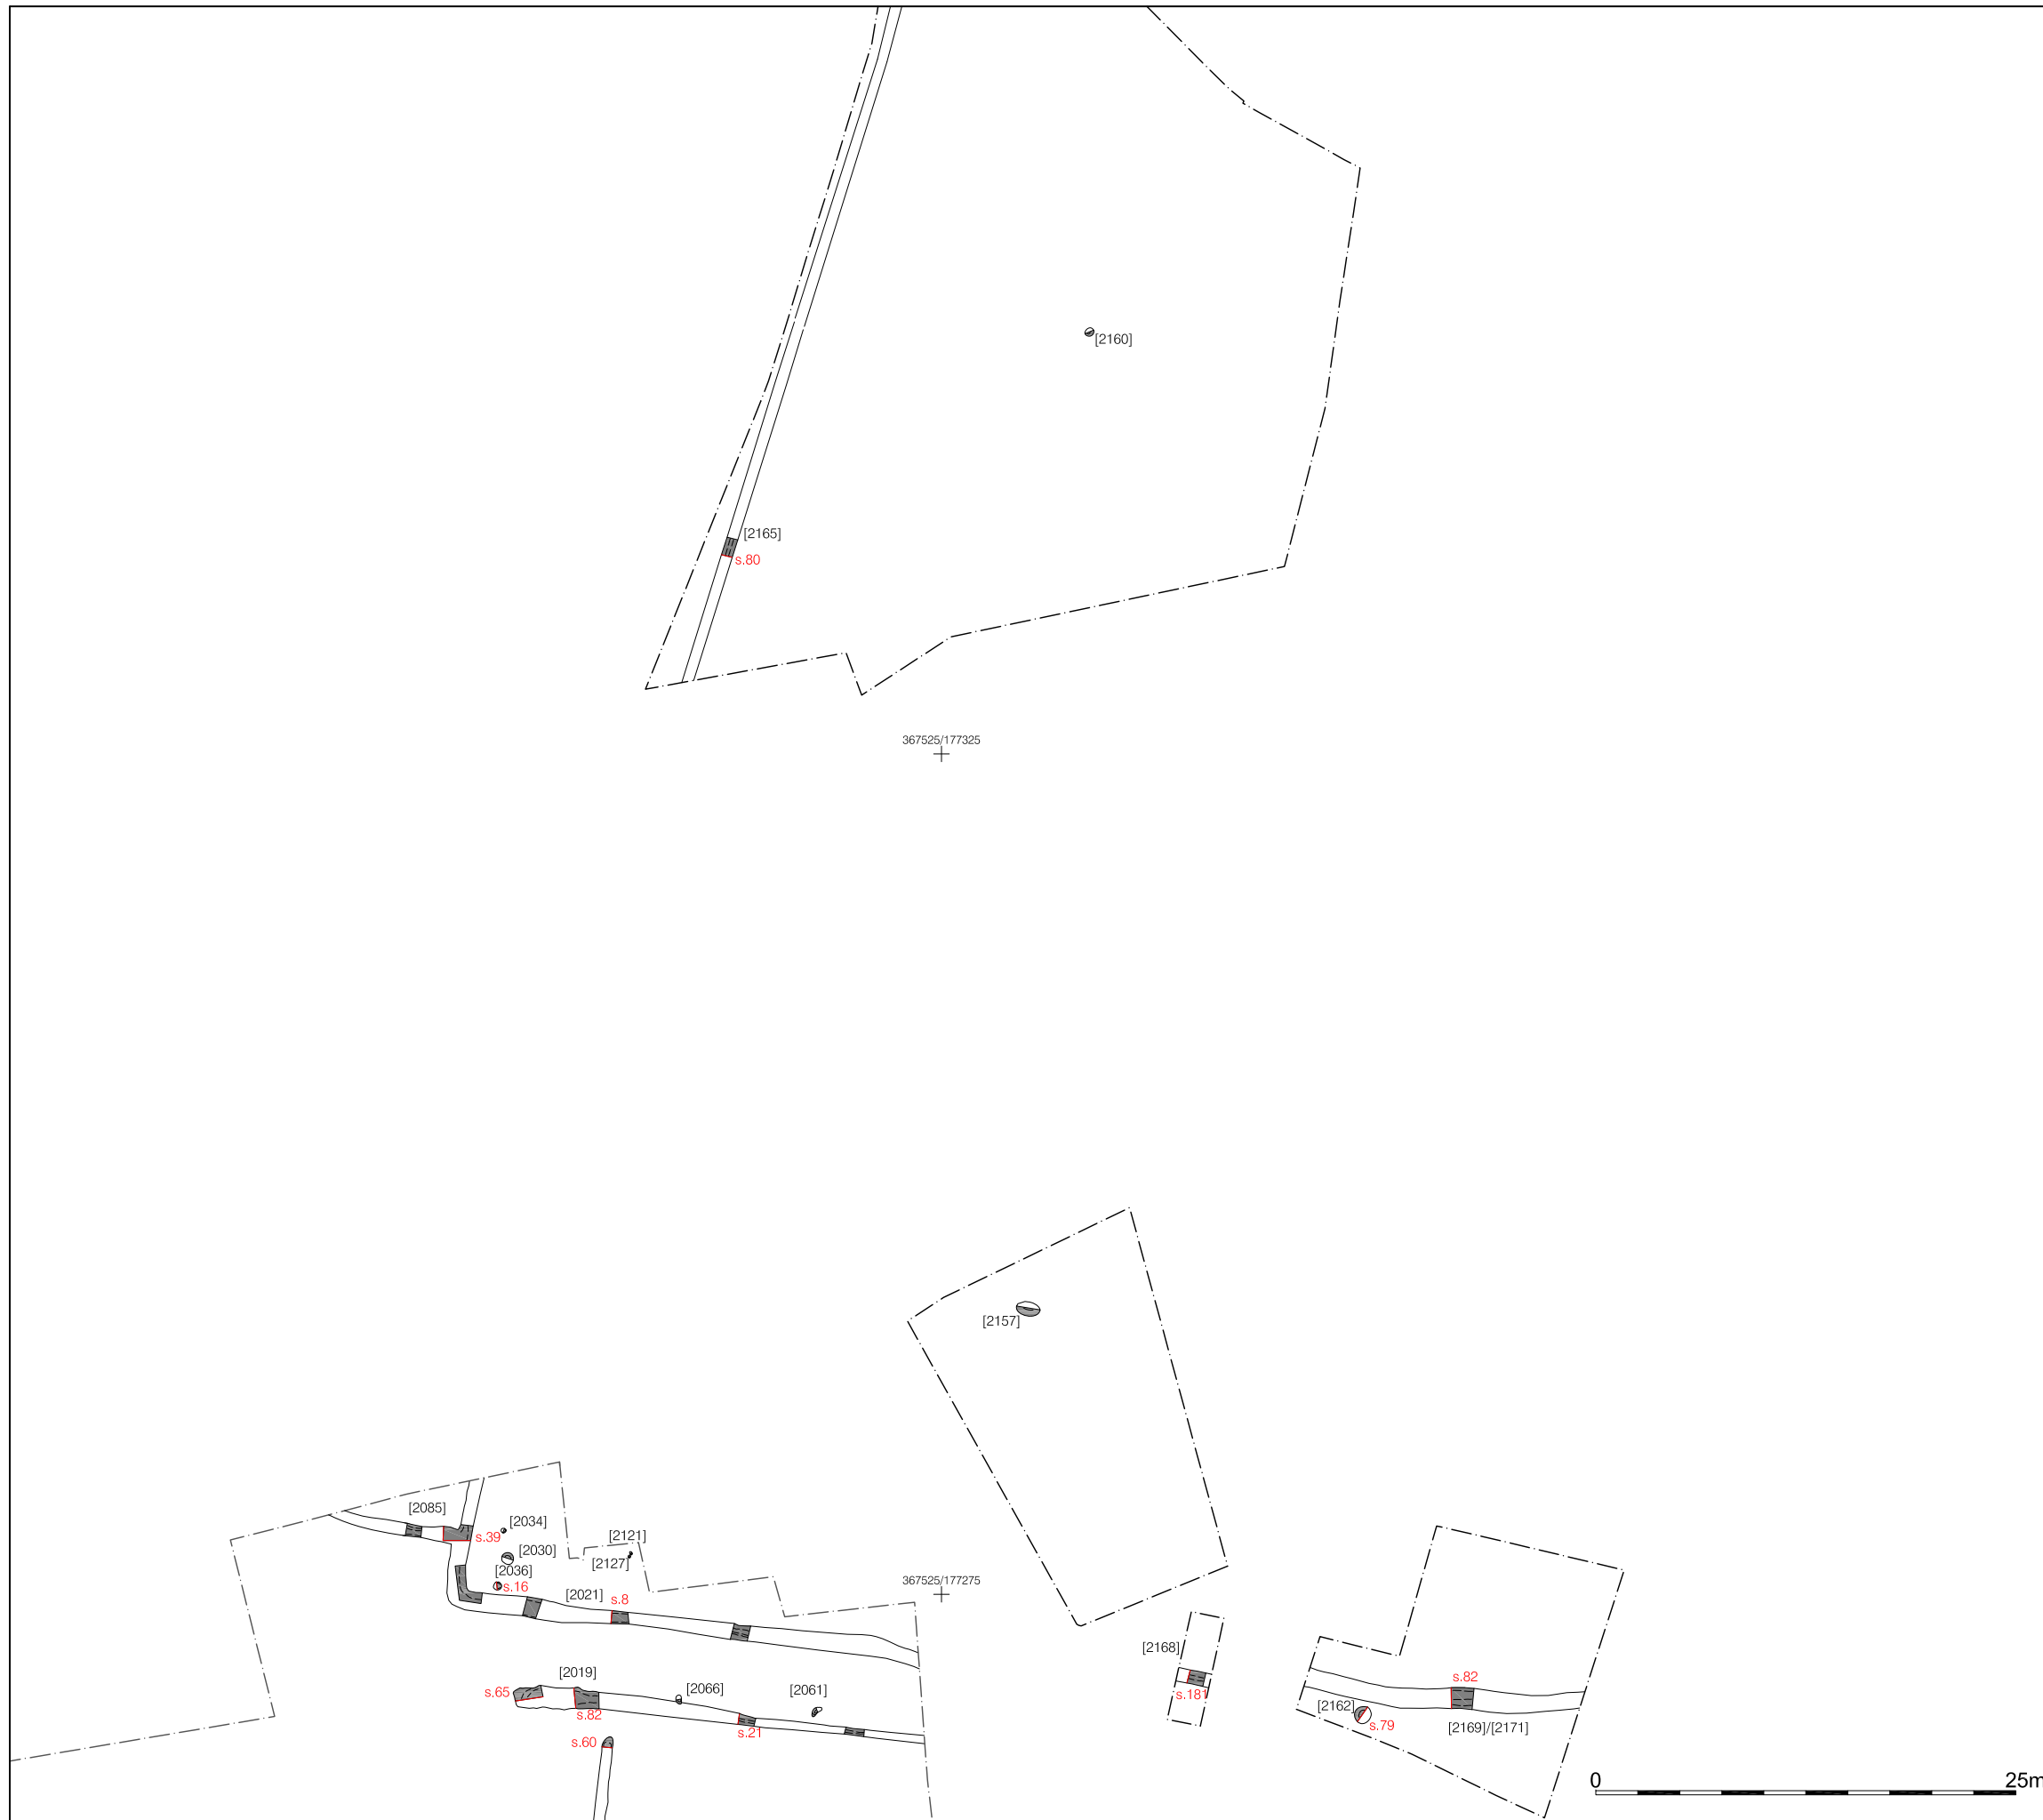 [2160]
[2165]
s.80
367525/177325
[2157]
[2085]
[2034]
s.39
[2121]
[2030]
[2127]
[2036]
s.16
367525/177275
[2021]
s.8
[2168]
[2019]
s.82
[2066]
[2061]
s.65
s.181
[2162]
s.82
s.79
[2169]/[2171]
s.21
s.60
0
25m